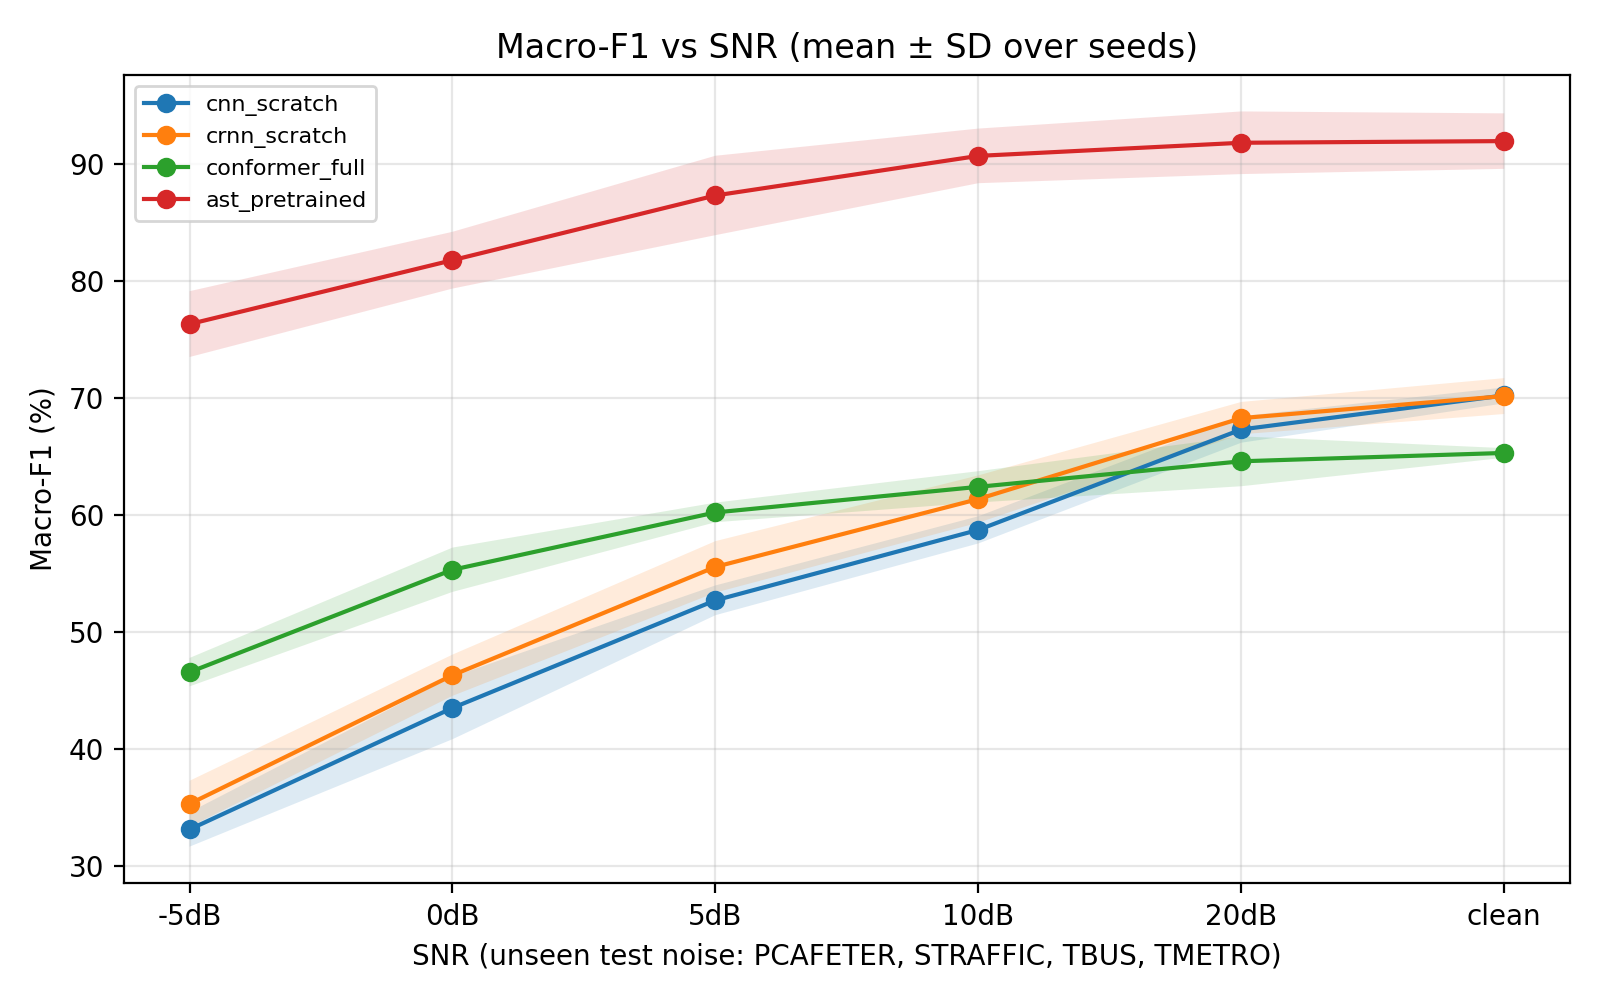 Macro-F1 vs SNR (mean ± SD over seeds)
cnn_scratch
crnn_scratch
conformer_full
ast_pretrained
Macro-F1 (%)
90
80
70
60
50
40
30
-5dB
0dB
5dB
10dB
20dB
clean
SNR (unseen test noise: PCAFETER, STRAFFIC, TBUS, TMETRO)